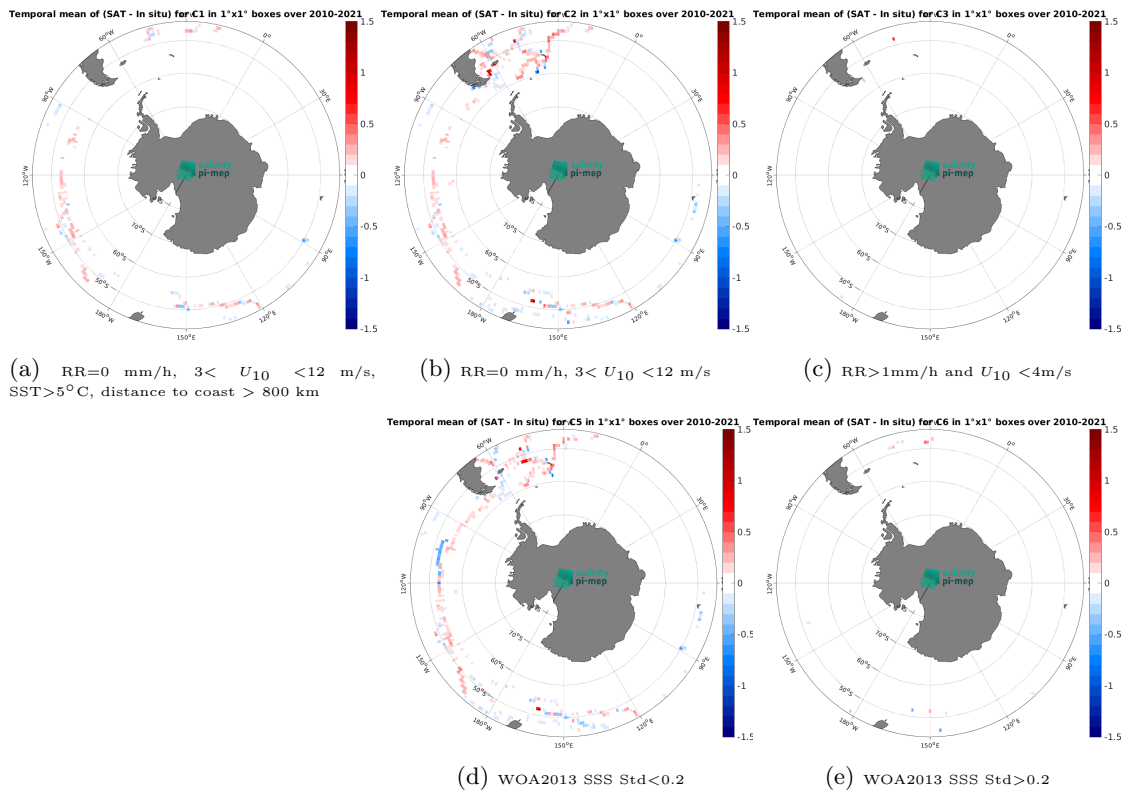 Temporal mean of (SAT - In situ) for C1 in 1°x1° boxes over 2010-2021
60°W
0°
90°W
30°E
120°W
90°E
150°W
180°W
120°E
150°E
70°S
60°S
50°S
salinity
pi-mep
1.5
1
0.5
0
-0.5
-1
-1.5
(a) RR=0 mm/h, 3< U10 <12 m/s,
SST>5°C, distance to coast > 800 km
Temporal mean of (SAT - In situ) for C2 in 1°x1° boxes over 2010-2021
60°W
0°
90°W
30°E
120°W
90°E
150°W
180°W
120°E
150°E
70°S
60°S
50°S
salinity
pi-mep
1.5
1
0.5
0
-0.5
-1
-1.5
(b) RR=0 mm/h, 3< U10 <12 m/s
Temporal mean of (SAT - In situ) for C3 in 1°x1° boxes over 2010-2021
60°W
0°
90°W
30°E
120°W
90°E
150°W
180°W
120°E
150°E
70°S
60°S
50°S
salinity
pi-mep
1.5
1
0.5
0
-0.5
-1
-1.5
(c) RR>1mm/h and U10 <4m/s
Temporal mean of (SAT - In situ) for C5 in 1°x1° boxes over 2010-2021
0°
90°W
30°E
120°W
90°E
150°W
180°W
120°E
150°E
70°S
60°S
50°S
salinity
pi-mep
1.5
1
0.5
0
-0.5
-1
-1.5
(d) WOA2013 SSS Std<0.2
Temporal mean of (SAT - In situ) for C6 in 1°x1° boxes over 2010-2021
60°W
0°
90°W
30°E
120°W
90°E
150°W
180°W
120°E
150°E
70°S
60°S
50°S
salinity
pi-mep
1.5
1
0.5
0
-0.5
-1
-1.5
(e) WOA2013 SSS Std>0.2